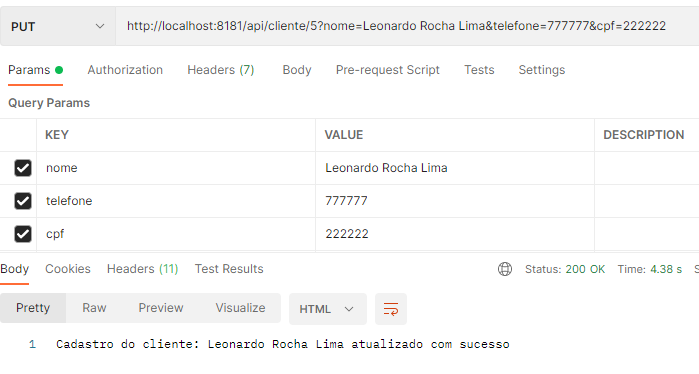 PUT http://localhost:8181/api/cliente/5?nome=Leonardo Rocha Lima&telefone=777777&cpf=222222
Params Authorization Headers (7) Body Pre-request Script Tests Settings
Query Params
KEY VALUE DESCRIPTION
nome Leonardo Rocha Lima
telefone 777777
cpf 222222
Body Cookies Headers (11) Test Results Status: 200 OK Time: 4.38 s S
Pretty Raw Preview Visualize HTML
1 Cadastro do cliente: Leonardo Rocha Lima atualizado com sucesso